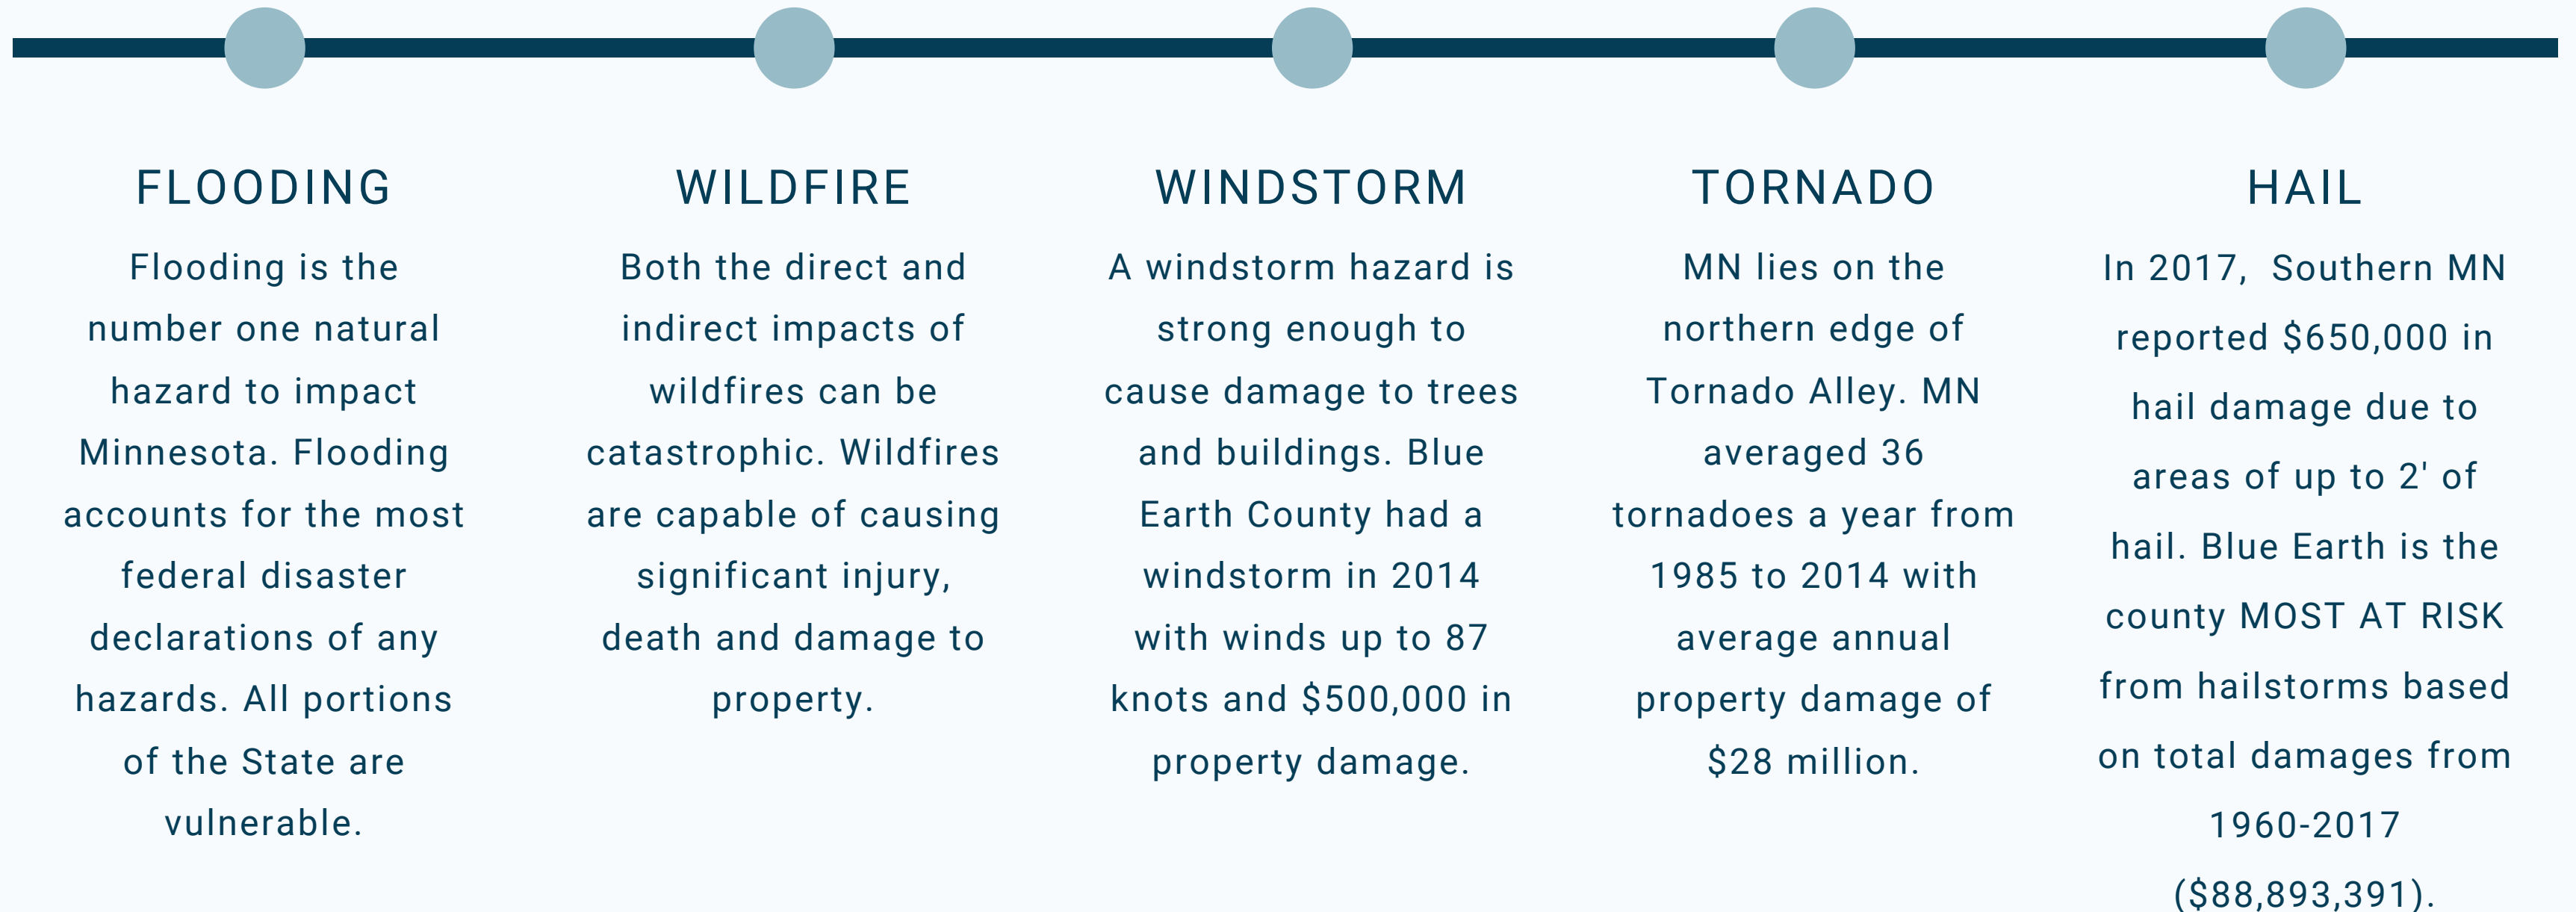 FLOODING
Flooding is the
number one natural
hazard to impact
Minnesota. Flooding
accounts for the most
federal disaster
declarations of any
hazards. All portions
of the State are
vulnerable.
WILDFIRE
Both the direct and
indirect impacts of
wildfires can be
catastrophic. Wildfires
are capable of causing
significant injury,
death and damage to
property.
WINDSTORM
A windstorm hazard is
strong enough to
cause damage to trees
and buildings. Blue
Earth County had a
windstorm in 2014
with winds up to 87
knots and $500,000 in
property damage.
TORNADO
MN lies on the
northern edge of
Tornado Alley. MN
averaged 36
tornadoes a year from
1985 to 2014 with
average annual
property damage of
$28 million.
HAIL
In 2017,  Southern MN
reported $650,000 in
hail damage due to
areas of up to 2' of
hail. Blue Earth is the
county MOST AT RISK
from hailstorms based
on total damages from
1960-2017
($88,893,391).